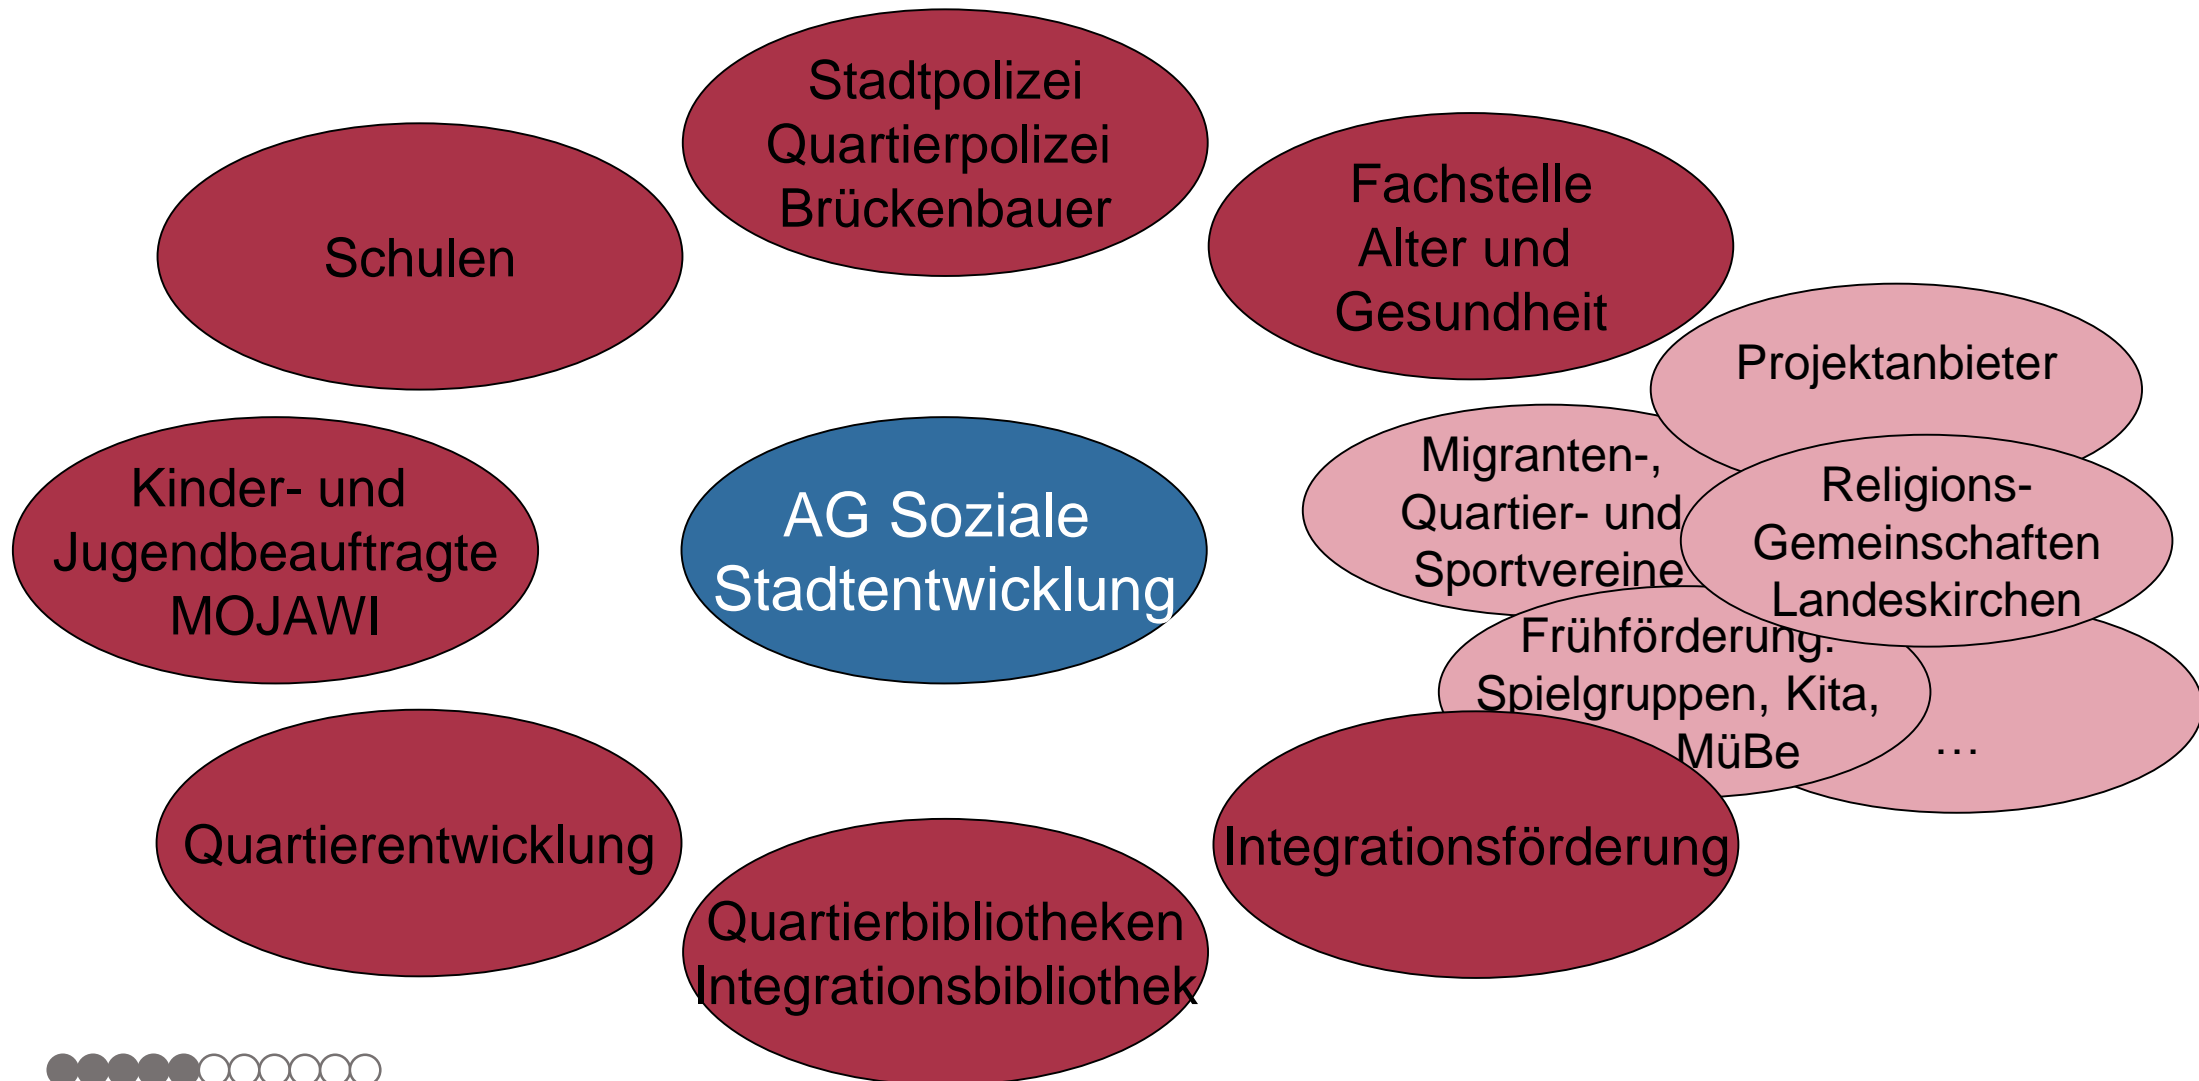 Stadtpolizei
Quartierpolizei
Brückenbauer
Schulen
Fachstelle
Alter und
Gesundheit
Projektanbieter
Kinder- und
Jugendbeauftragte
MOJAWI
AG Soziale
Stadtentwicklung
Migranten-,
Quartier- und
Sportvereine
Religions-
Gemeinschaften
Landeskirchen
Frühförderung:
Spielgruppen, Kita,
MüBe
…
Quartierentwicklung
Integrationsförderung
Quartierbibliotheken
Integrationsbibliothek